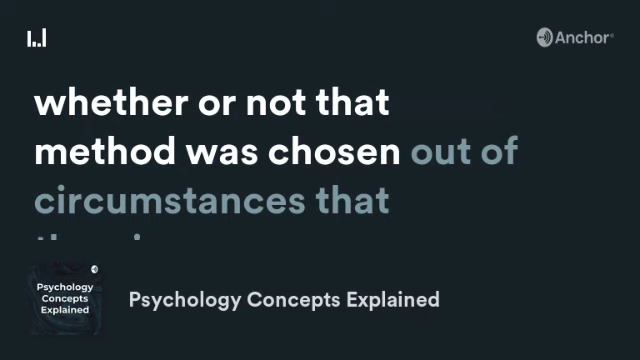 Anchor
whether or not that
method was chosen out of
circumstances that
Psychology
Concepts
Explained
Psychology Concepts Explained